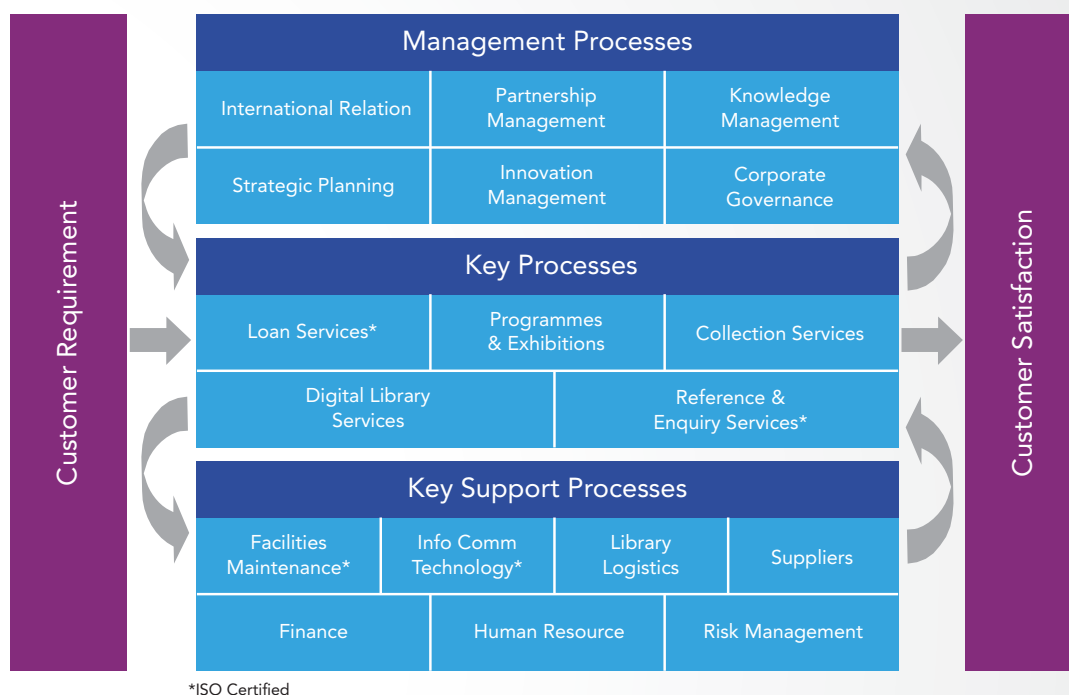 Customer Requirement
Management Processes
International Relation
Partnership
Management
Knowledge
Management
Strategic Planning
Innovation
Management
Corporate
Governance
Key Processes
Loan Services*
Programmes
& Exhibitions
Collection Services
Digital Library
Services
Reference &
Enquiry Services*
Key Support Processes
Facilities
Maintenance*
Info Comm
Technology*
Library
Logistics
Suppliers
Finance
Human Resource
Risk Management
Customer Satisfaction
*ISO Certified